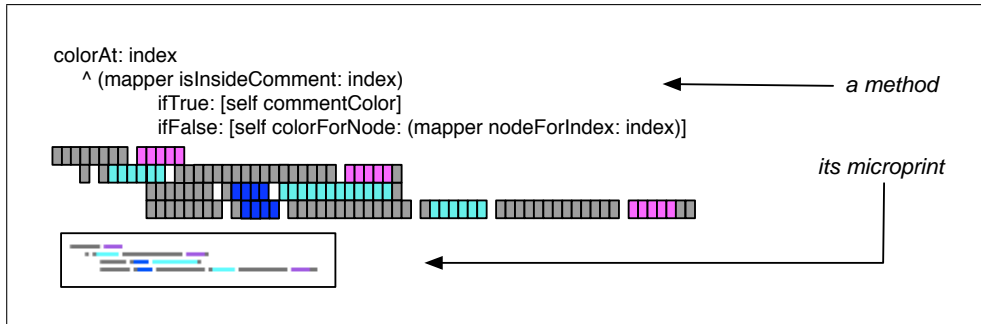 colorAt: index
^ (mapper isInsideComment: index)
a method
ifTrue: [self commentColor]
ifFalse: [self colorForNode: (mapper nodeForIndex: index)]
its microprint